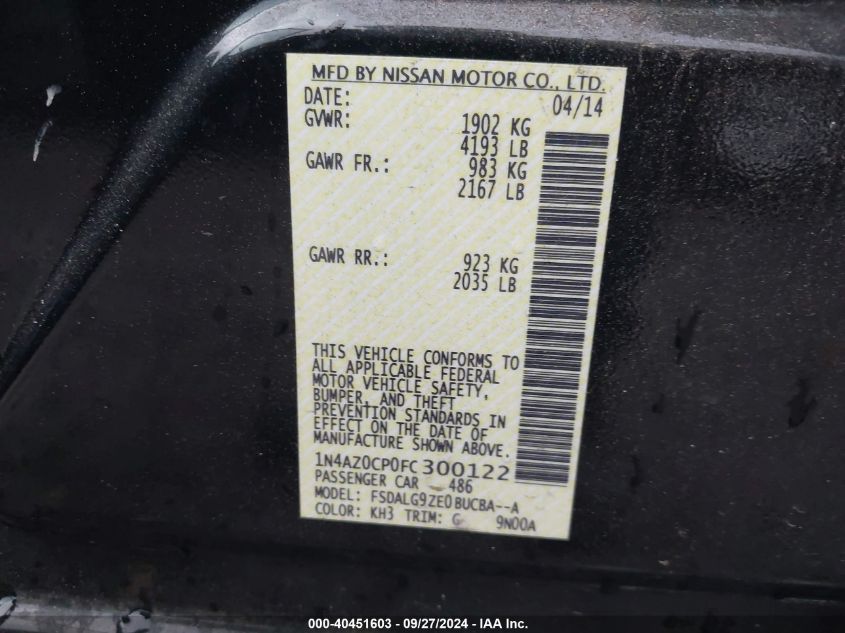 MFD BY NISSAN MOTOR CO., LTD.
DATE: 04/14
GVWR: 1902 KG
4193 LB
GAWR FR.: 983 KG
2167 LB
GAWR RR.: 923 KG
2035 LB
THIS VEHICLE CONFORMS TO
ALL APPLICABLE FEDERAL
MOTOR VEHICLE SAFETY,
BUMPER, AND THEFT
PREVENTION STANDARDS IN
EFFECT ON THE DATE OF
MANUFACTURE SHOWN ABOVE.
1N4AZ0CP0FC300122
PASSENGER CAR 486
MODEL: FSDALG9ZE0BUCBA--A
COLOR: KH3 TRIM: G 9N00A
000-40451603 - 09/27/2024 - IAA Inc.